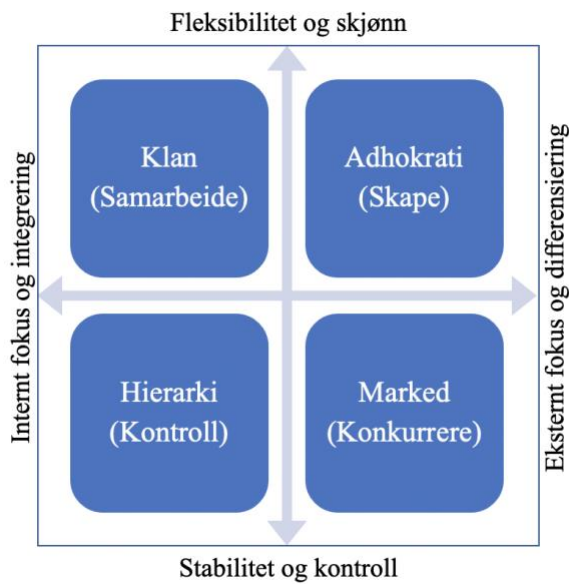 Fleksibilitet og skjønn
Internt fokus og integrering
Klan
(Samarbeide)
Adhokrati
(Skape)
Hierarki
(Kontroll)
Marked
(Konkurrere)
Eksternt fokus og differensiering
Stabilitet og kontroll